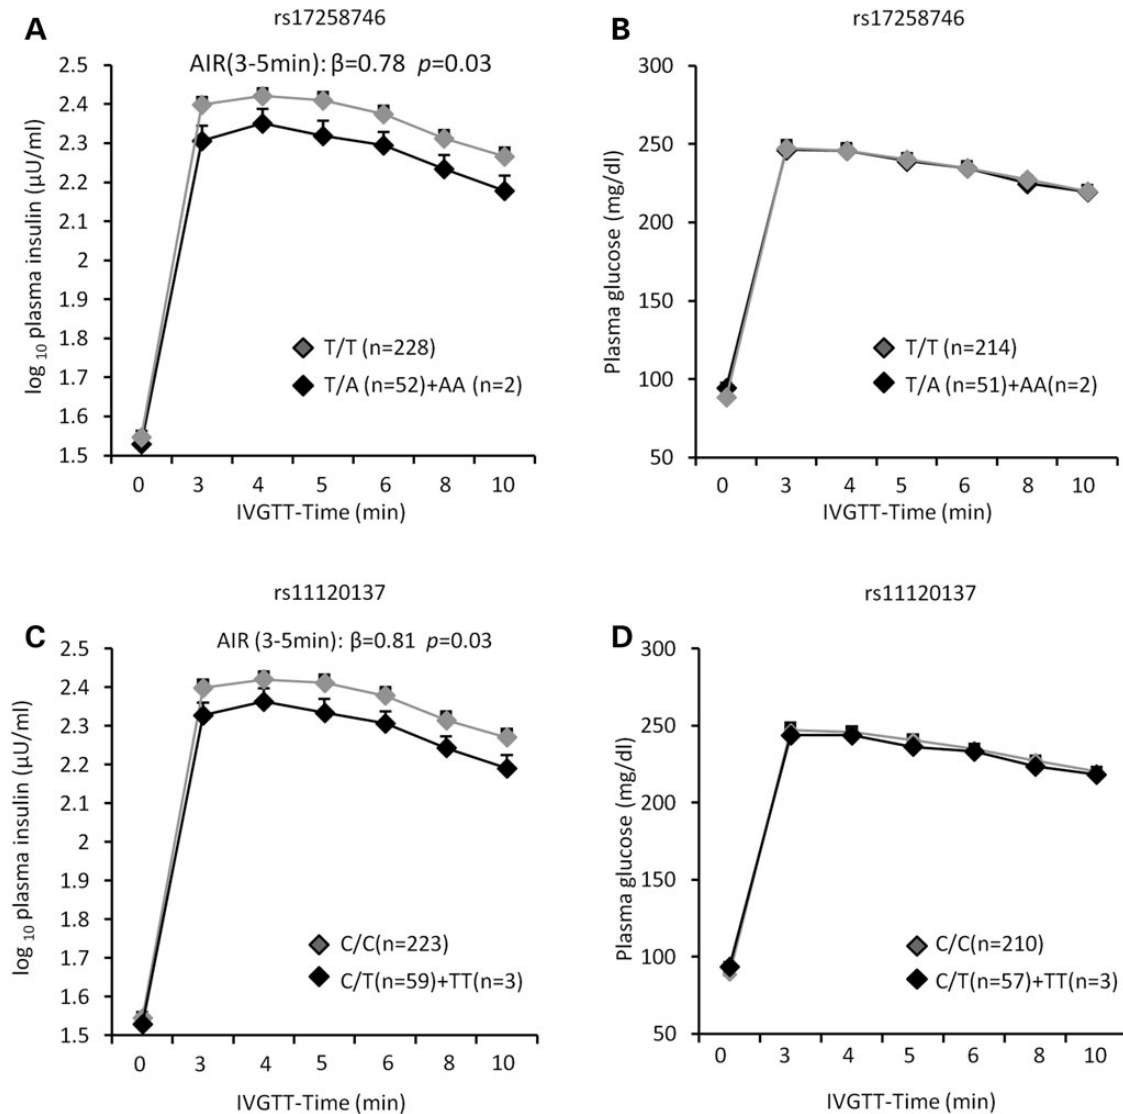 rs17258746
A
AIR(3-5min): β=0.78 p=0.03
2.5
2.4
2.3
2.2
2.1
2
1.9
1.8
1.7
1.6
1.5
log 10 plasma insulin (μU/ml)
T/T (n=228)
T/A (n=52)+AA (n=2)
0 3 4 5 6 8 10
IVGTT-Time (min)
rs17258746
B
300
250
200
150
100
50
Plasma glucose (mg/dl)
T/T (n=214)
T/A (n=51)+AA(n=2)
0 3 4 5 6 8 10
IVGTT-Time (min)
rs11120137
C
AIR (3-5min): β=0.81 p=0.03
2.5
2.4
2.3
2.2
2.1
2
1.9
1.8
1.7
1.6
1.5
log 10 plasma insulin (μU/ml)
C/C(n=223)
C/T(n=59)+TT(n=3)
0 3 4 5 6 8 10
IVGTT-Time (min)
rs11120137
D
300
250
200
150
100
50
Plasma glucose (mg/dl)
C/C(n=210)
C/T(n=57)+TT(n=3)
0 3 4 5 6 8 10
IVGTT-Time (min)